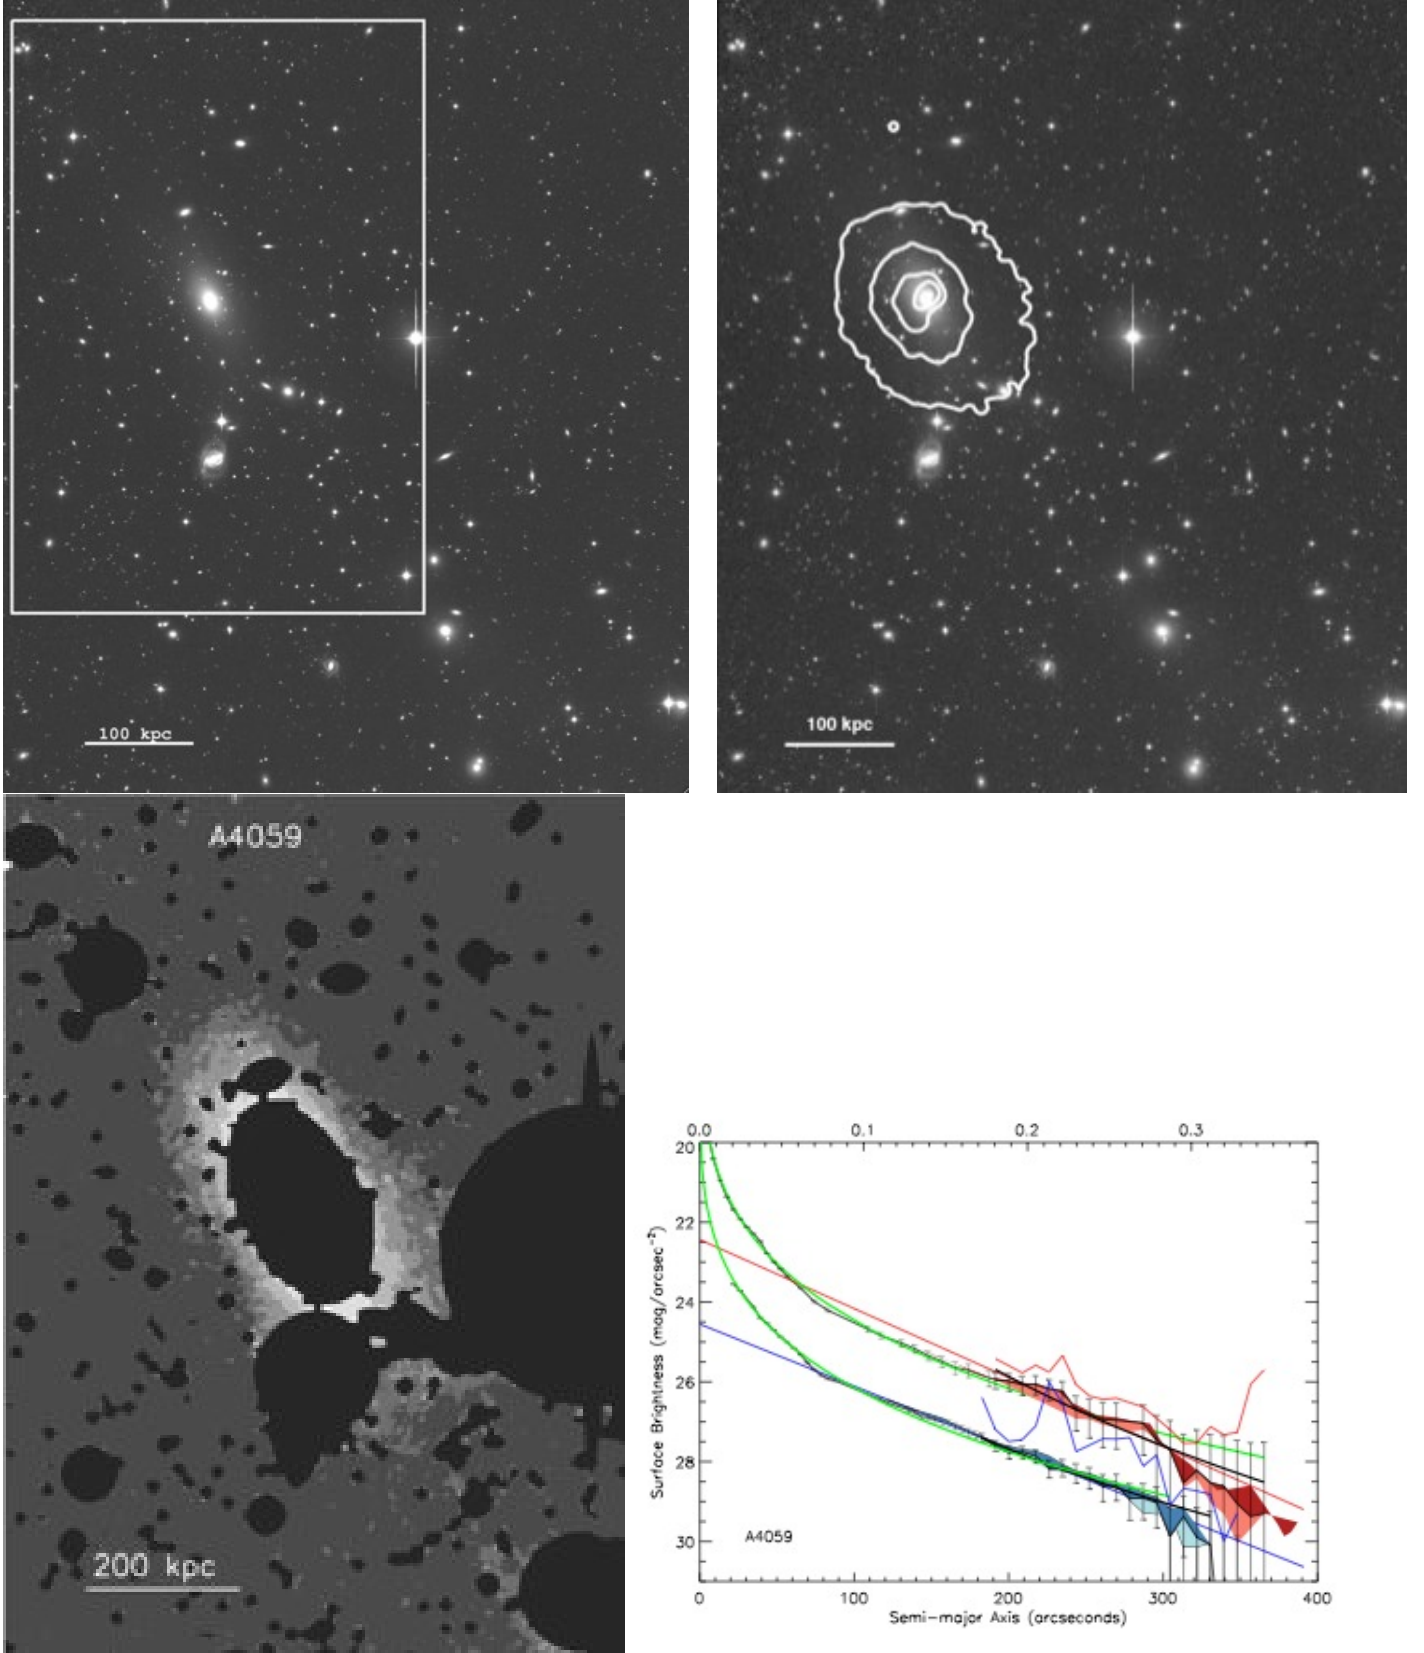 100 kpc
100 kpc
A4059
200 kpc
0.0 0.1 0.2 0.3
20
22
24
26
28
30
Surface Brightness (mag/arcsec⁻²)
A4059
0 100 200 300 400
Semi-major Axis (arcseconds)